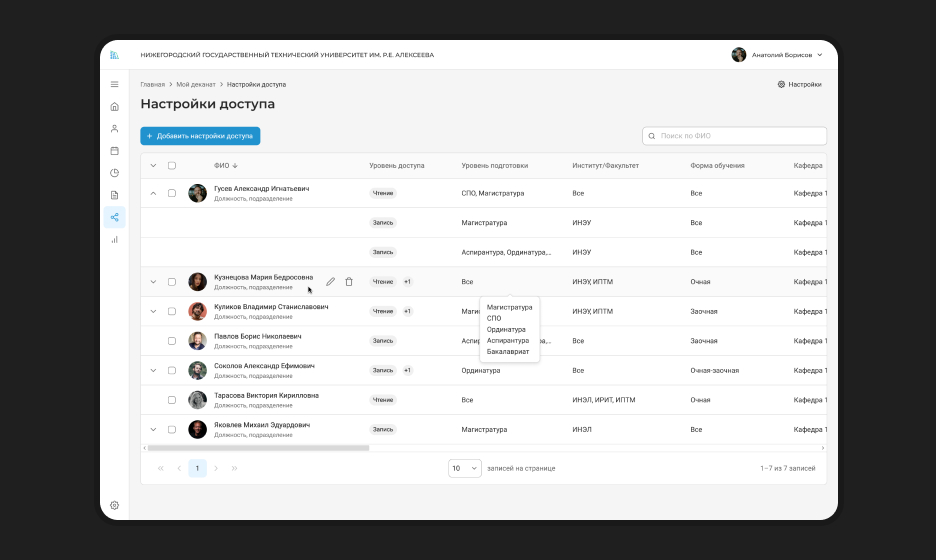 НИЖЕГОРОДСКИЙ ГОСУДАРСТВЕННЫЙ ТЕХНИЧЕСКИЙ УНИВЕРСИТЕТ ИМ. Р.Е. АЛЕКСЕЕВА
Анатолий Борисов
Главная > Мой деканат > Настройки доступа
Настройки
Настройки доступа
+ Добавить настройки доступа
Поиск по ФИО
ФИО ↓ Уровень доступа Уровень подготовки Институт/Факультет Форма обучения Кафедра
Гусев Александр Игнатьевич
Должность, подразделение
Чтение СПО, Магистратура Все Все Кафедра 1
Запись Магистратура ИНЭУ Все Кафедра 1
Запись Аспирантура, Ординатура,... ИНЭУ Все Кафедра 1
Кузнецова Мария Бедросовна
Должность, подразделение
Чтение +1 Все ИНЭУ, ИПТМ Очная Кафедра 1
Куликов Владимир Станиславович
Должность, подразделение
Чтение +1 Маги ИНЭУ, ИПТМ Заочная Кафедра 1
Магистратура
СПО
Ординатура
Аспирантура
Бакалавриат
Павлов Борис Николаевич
Должность, подразделение
Запись Аспир а,... Все Заочная Кафедра 1
Соколов Александр Ефимович
Должность, подразделение
Запись +1 Ординатура Все Очная-заочная Кафедра 1
Тарасова Виктория Кирилловна
Должность, подразделение
Чтение Все ИНЭЛ, ИРИТ, ИПТМ Очная Кафедра 1
Яковлев Михаил Эдуардович
Должность, подразделение
Запись Магистратура ИНЭЛ Все Кафедра 1
1
10 записей на странице
1–7 из 7 записей